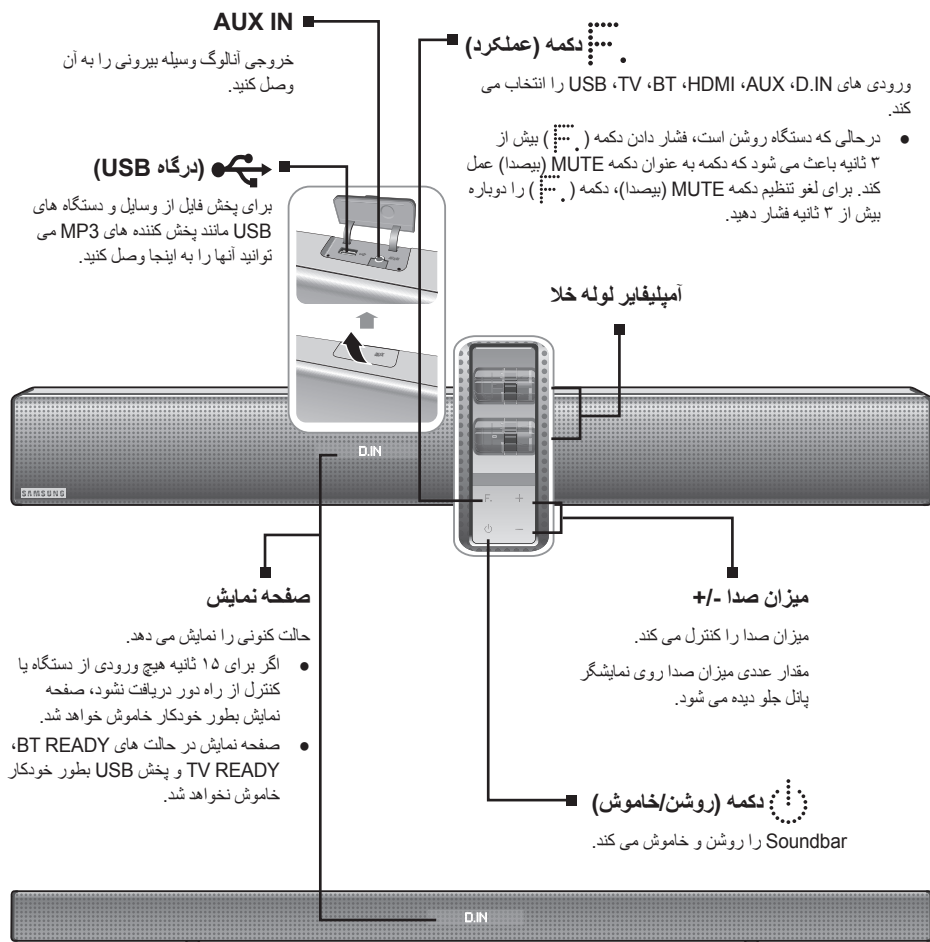 AUX IN
خروجی آنالوگ وسیله بیرونی را به آن
وصل کنید.
دکمه (عملکرد)
ورودی های D.IN، AUX، HDMI، BT، TV، USB را انتخاب می
کند.
● درحالی که دستگاه روشن است، فشار دادن دکمه (F.) بیش از
۳ ثانیه باعث می شود که دکمه به عنوان دکمه MUTE (بیصدا) عمل
کند. برای لغو تنظیم دکمه MUTE (بیصدا)، دکمه (F.) را دوباره
بیش از ۳ ثانیه فشار دهید.
(درگاه USB)
برای پخش فایل از وسایل و دستگاه های
USB مانند پخش کننده های MP3 می
توانید آنها را به اینجا وصل کنید.
آمپلیفایر لوله خلا
AUX
D.IN
SAMSUNG
F. +
−
صفحه نمایش
حالت کنونی را نمایش می دهد.
● اگر برای ۱۵ ثانیه هیچ ورودی از دستگاه یا
کنترل از راه دور دریافت نشود، صفحه
نمایش بطور خودکار خاموش خواهد شد.
● صفحه نمایش در حالت های BT READY،
TV READY و پخش USB بطور خودکار
خاموش نخواهد شد.
میزان صدا -/+
میزان صدا را کنترل می کند.
مقدار عددی میزان صدا روی نمایشگر
پانل جلو دیده می شود.
دکمه (روشن/خاموش)
Soundbar را روشن و خاموش می کند.
D.IN